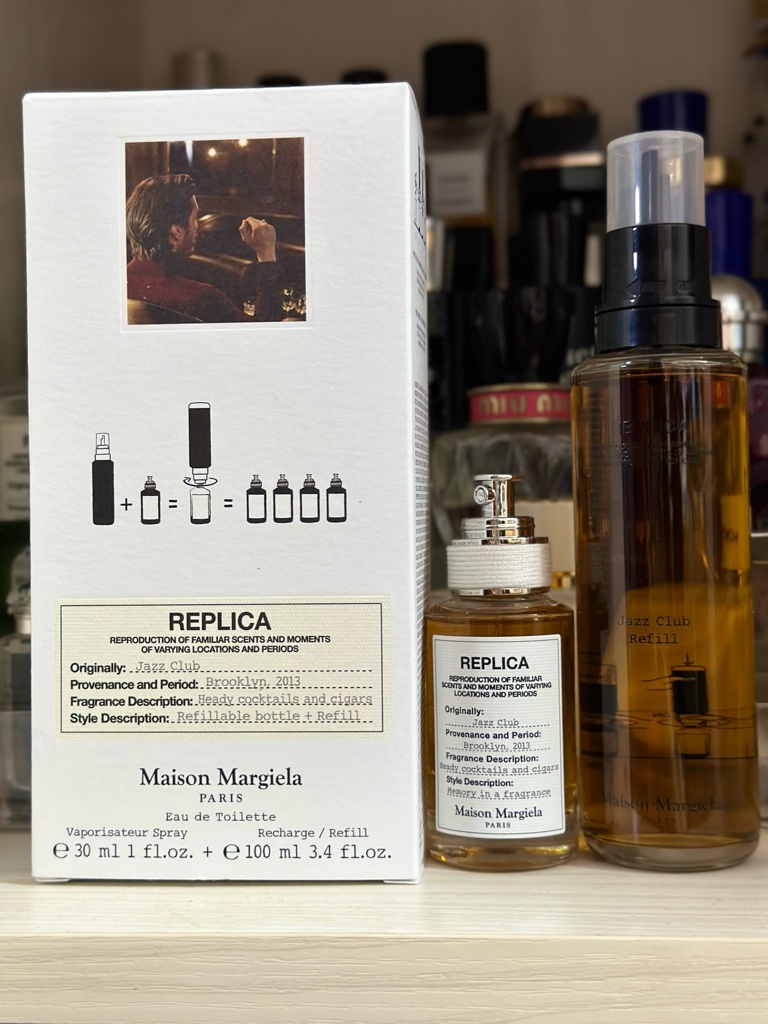 REPLICA
REPRODUCTION OF FAMILIAR SCENTS AND MOMENTS
OF VARYING LOCATIONS AND PERIODS
Originally: Jazz Club
Provenance and Period: Brooklyn, 2013
Fragrance Description: Heady cocktails and cigars
Style Description: Refillable bottle + Refill
Maison Margiela
PARIS
Eau de Toilette
Vaporisateur Spray Recharge / Refill
℮ 30 ml 1 fl.oz. + ℮ 100 ml 3.4 fl.oz.
REPLICA
REPRODUCTION OF FAMILIAR
SCENTS AND MOMENTS OF VARYING
LOCATIONS AND PERIODS
Originally:
Jazz Club
Provenance and Period:
Brooklyn, 2013
Fragrance Description:
Heady cocktails and cigars
Style Description:
Memory in a fragrance
Maison Margiela
PARIS
Jazz Club
Refill
Maison Margiela
miu